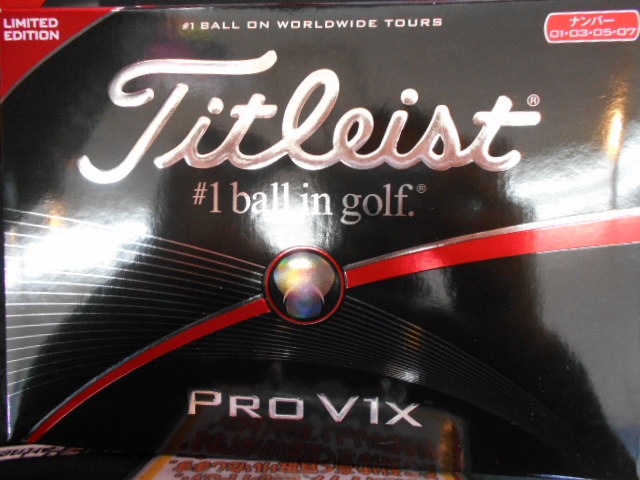 LIMITED
EDITION
#1 BALL ON WORLDWIDE TOURS
ナンバー
01·03·05·07
Titleist®
#1 ball in golf.®
PRO V1X